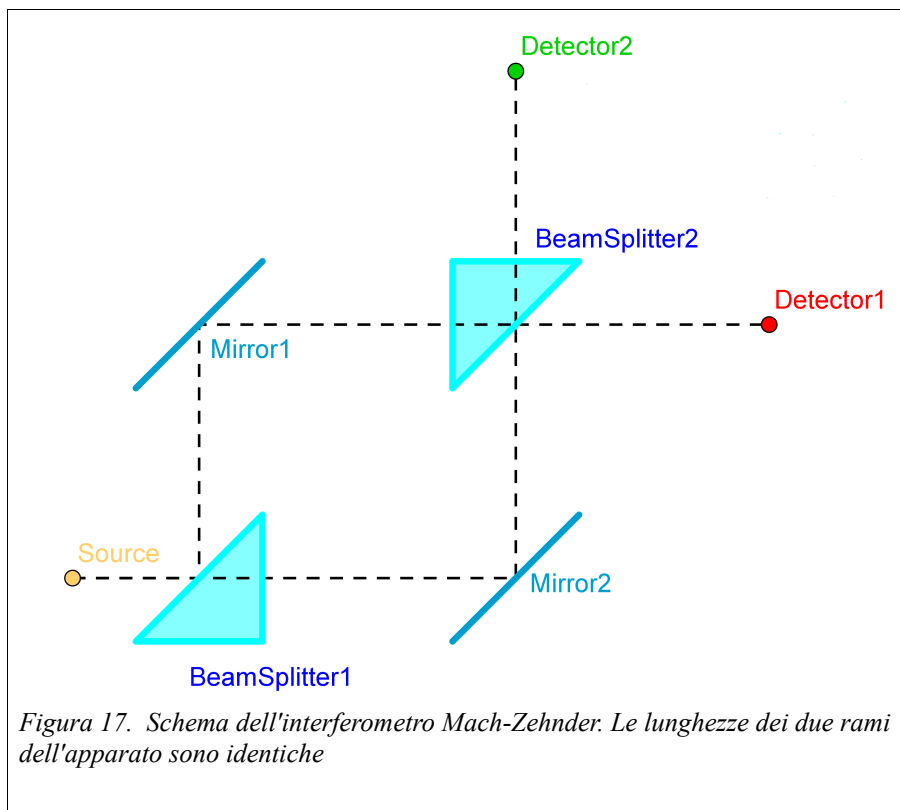 Detector2
BeamSplitter2
Detector1
Mirror1
Source
Mirror2
BeamSplitter1
Figura 17. Schema dell'interferometro Mach-Zehnder. Le lunghezze dei due rami
dell'apparato sono identiche